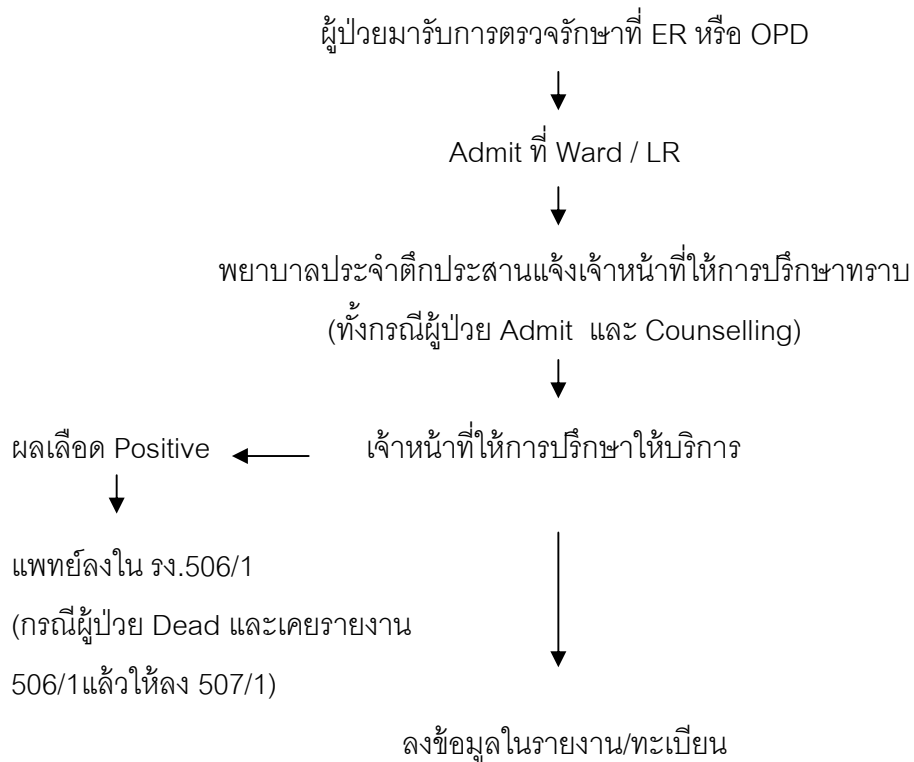 ผู้ป่วยมารับการตรวจรักษาที่ ER หรือ OPD
Admit ที่ Ward / LR
พยาบาลประจำตึกประสานแจ้งเจ้าหน้าที่ให้การปรึกษาทราบ
(ทั้งกรณีผู้ป่วย Admit และ Counselling)
ผลเลือด Positive
เจ้าหน้าที่ให้การปรึกษาให้บริการ
แพทย์ลงใน รง.506/1
(กรณีผู้ป่วย Dead และเคยรายงาน
506/1แล้วให้ลง 507/1)
ลงข้อมูลในรายงาน/ทะเบียน